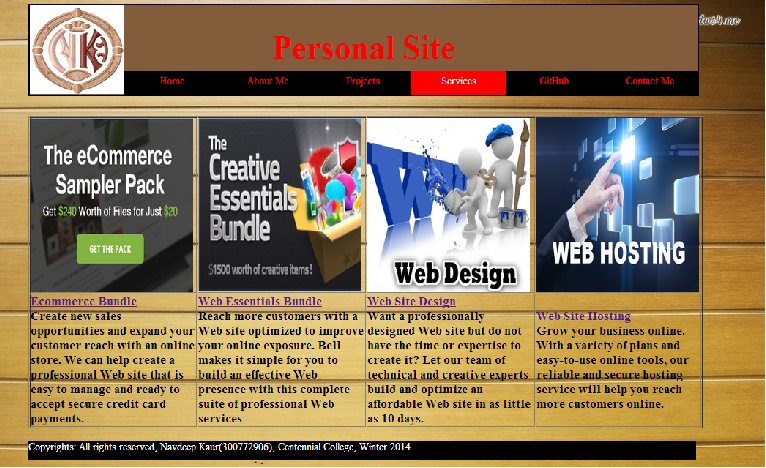 Personal Site
Home About Me Projects Services GitHub Contact Me
The eCommerce
Sampler Pack
Get $240 Worth of Files for Just $20
GET THE PACK
The
Creative
Essentials
Bundle
$1500 worth of creative items!
W
Web Design
WEB HOSTING
Ecommerce Bundle
Create new sales
opportunities and expand your
customer reach with an online
store. We can help create a
professional Web site that is
easy to manage and ready to
accept secure credit card
payments.
Web Essentials Bundle
Reach more customers with a
Web site optimized to improve
your online exposure. Bell
makes it simple for you to
build an effective Web
presence with this complete
suite of professional Web
services
Web Site Design
Want a professionally
designed Web site but do not
have the time or expertise to
create it? Let our team of
technical and creative experts
build and optimize an
affordable Web site in as little
as 10 days.
Web Site Hosting
Grow your business online.
With a variety of plans and
easy-to-use online tools, our
reliable and secure hosting
service will help you reach
more customers online.
Copyrights: All rights reserved, Navdeep Kaur(300772906), Centennial College, Winter 2014